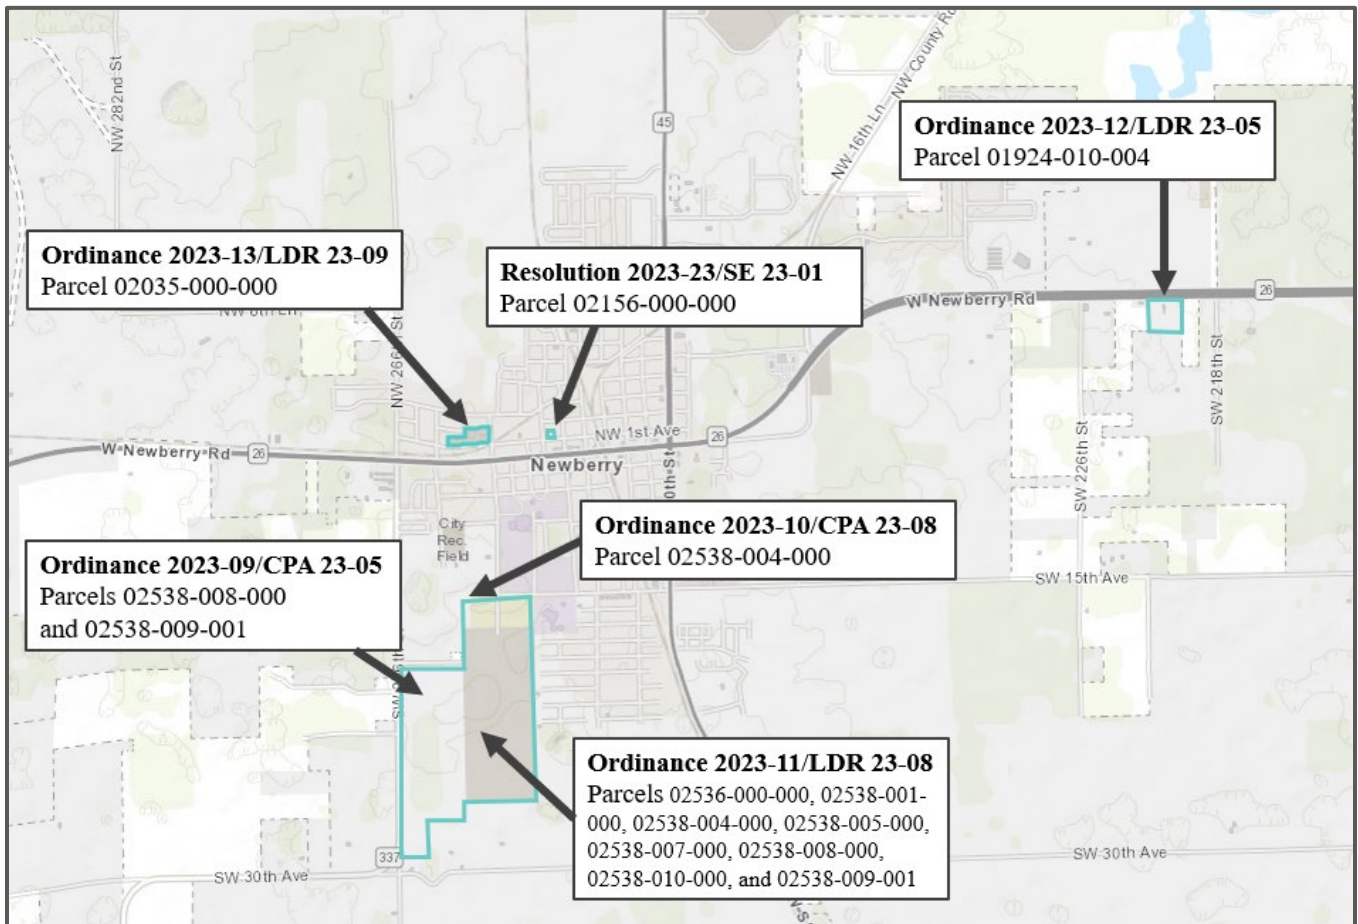 NW 282nd St
45
NW 16th Ln
NW County Rd
Ordinance 2023-12/LDR 23-05
Parcel 01924-010-004
Ordinance 2023-13/LDR 23-09
Parcel 02035-000-000
Resolution 2023-23/SE 23-01
Parcel 02156-000-000
W Newberry Rd
26
NW 266th St
SW 218th St
NW 1st Ave
26
W Newberry Rd
26
Newberry
SW 226th St
City
Rec.
Field
Ordinance 2023-10/CPA 23-08
Parcel 02538-004-000
Ordinance 2023-09/CPA 23-05
Parcels 02538-008-000
and 02538-009-001
SW 15th Ave
Ordinance 2023-11/LDR 23-08
Parcels 02536-000-000, 02538-001-
000, 02538-004-000, 02538-005-000,
02538-007-000, 02538-008-000,
02538-010-000, and 02538-009-001
337
SW 30th Ave
SW 30th Ave